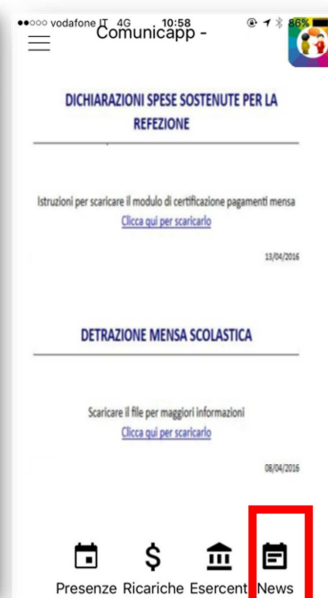 vodafone IT 4G 10:58 86%
Comunicapp -
DICHIARAZIONI SPESE SOSTENUTE PER LA
REFEZIONE
Istruzioni per scaricare il modulo di certificazione pagamenti mensa
Clicca qui per scaricarlo
13/04/2016
DETRAZIONE MENSA SCOLASTICA
Scaricare il file per maggiori informazioni
Clicca qui per scaricarlo
08/04/2016
Presenze Ricariche Esercenti News